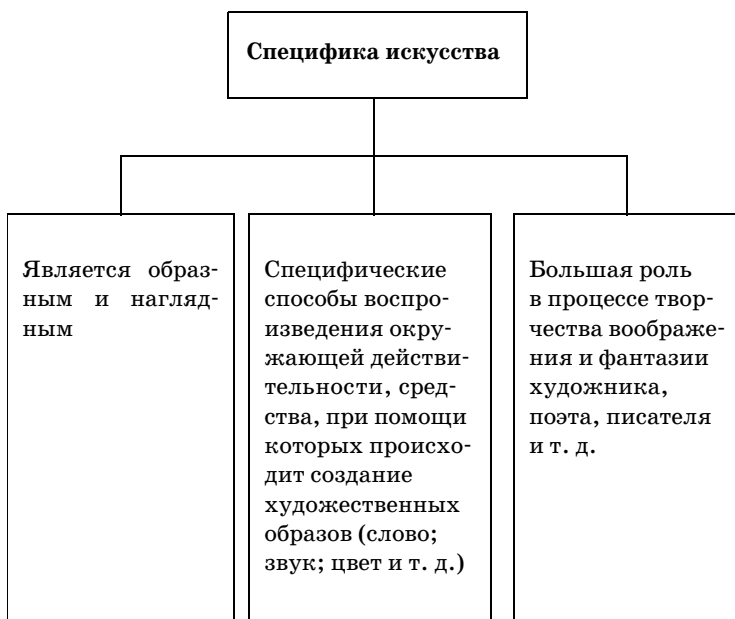 Специфика искусства
Является образ-
ным и нагляд-
ным
Специфические
способы воспро-
изведения окру-
жающей действи-
тельности, сред-
ства, при помощи
которых происхо-
дит создание
художественных
образов (слово;
звук; цвет и т. д.)
Большая роль
в процессе твор-
чества воображе-
ния и фантазии
художника,
поэта, писателя
и т. д.